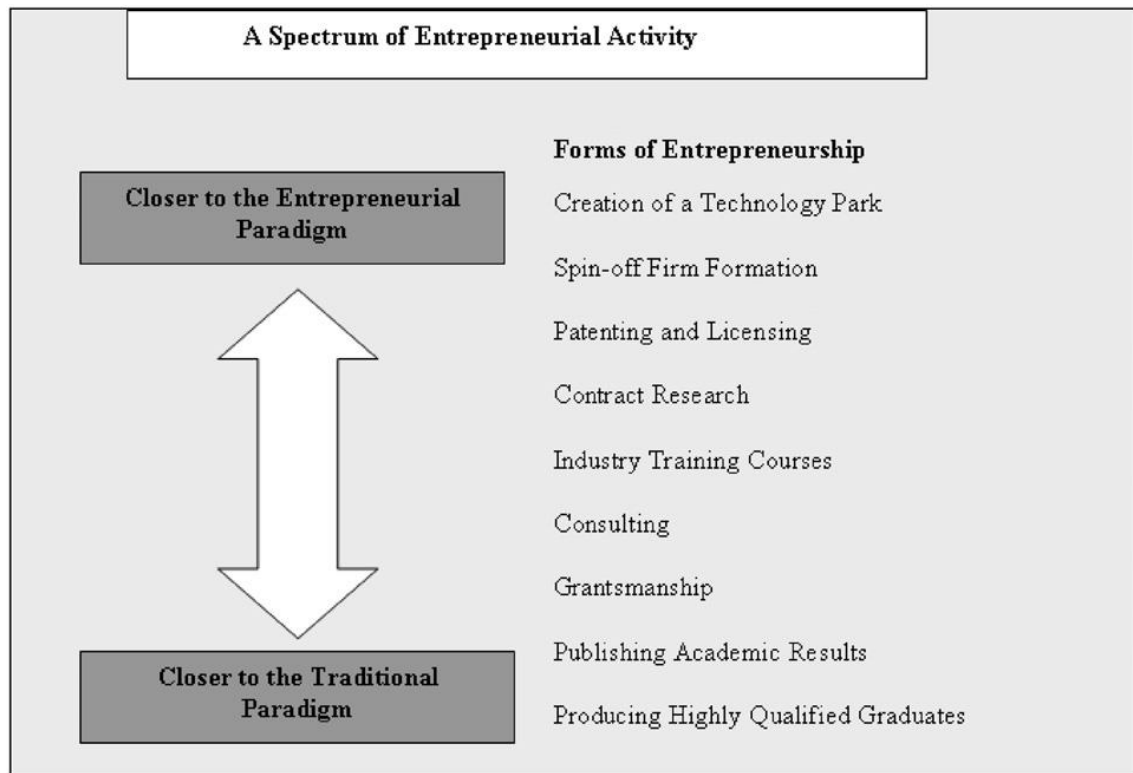 A Spectrum of Entrepreneurial Activity
Closer to the Entrepreneurial
Paradigm
Closer to the Traditional
Paradigm
Forms of Entrepreneurship
Creation of a Technology Park
Spin-off Firm Formation
Patenting and Licensing
Contract Research
Industry Training Courses
Consulting
Grantsmanship
Publishing Academic Results
Producing Highly Qualified Graduates